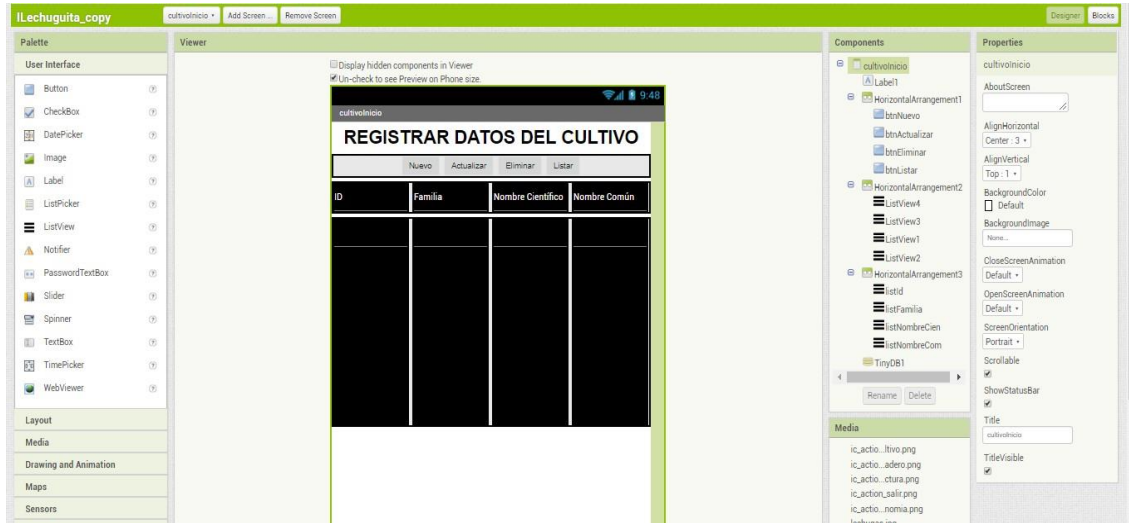 ILechuguita_copy
cultivoInicio
Add Screen ...
Remove Screen
Designer
Blocks
Palette
User Interface
Button
CheckBox
DatePicker
Image
Label
ListPicker
ListView
Notifier
PasswordTextBox
Slider
Spinner
TextBox
TimePicker
WebViewer
Layout
Media
Drawing and Animation
Maps
Sensors
Viewer
Display hidden components in Viewer
Un-check to see Preview on Phone size.
9:48
cultivoInicio
REGISTRAR DATOS DEL CULTIVO
Nuevo Actualizar Eliminar Listar
ID Familia Nombre Científico Nombre Común
Components
cultivoInicio
Label1
HorizontalArrangement1
btnNuevo
btnActualizar
btnEliminar
btnListar
HorizontalArrangement2
ListView4
ListView3
ListView1
ListView2
HorizontalArrangement3
listId
listFamilia
listNombreCien
listNombreCom
TinyDB1
Rename Delete
Media
ic_actio...ltivo.png
ic_actio...adero.png
ic_actio...ctura.png
ic_action_salir.png
ic_actio...nomia.png
Properties
cultivoInicio
AboutScreen
AlignHorizontal
Center : 3
AlignVertical
Top : 1
BackgroundColor
Default
BackgroundImage
None...
CloseScreenAnimation
Default
OpenScreenAnimation
Default
ScreenOrientation
Portrait
Scrollable
ShowStatusBar
Title
cultivoInicio
TitleVisible